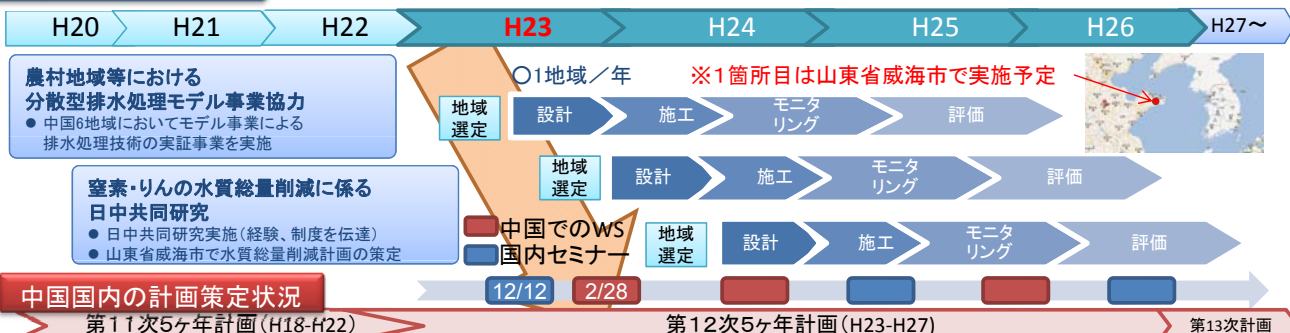 H20
H21
H22
H23
H24
H25
H26
H27～
農村地域等における
分散型排水処理モデル事業協力
● 中国6地域においてモデル事業による
排水処理技術の実証事業を実施
〇1地域／年
※1箇所目は山東省威海市で実施予定
地域
選定
設計
施工
モニタ
リング
評価
窒素・りんの水質総量削減に係る
日中共同研究
● 日中共同研究実施（経験、制度を伝達）
● 山東省威海市で水質総量削減計画の策定
地域
選定
設計
施工
モニタ
リング
評価
中国でのWS
国内セミナー
地域
選定
設計
施工
モニタ
リング
評価
12/12
2/28
中国国内の計画策定状況
第11次5ヶ年計画（H18-H22）
第12次5ヶ年計画（H23-H27）
第13次計画